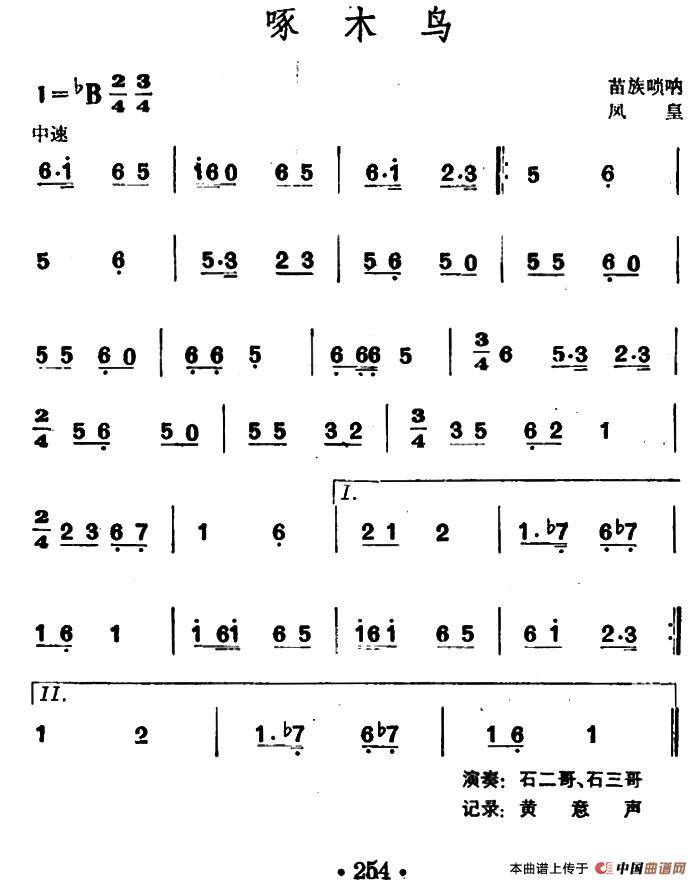 啄木鸟
1=♭B 2/4 3/4
苗族唢呐
凤凰
中速
6·i 6 5 | i60 6 5 | 6·i 2·3 |: 5 6 |
5 6 | 5·3 2 3 | 5 6 5 0 | 5 5 6 0 |
5 5 6 0 | 6 6 5 | 6 66 5 | 3/4 6 5·3 2·3 |
2/4 5 6 5 0 | 5 5 3 2 | 3/4 3 5 6 2 1 |
I.
2/4 2 3 6 7 | 1 6 | 2 1 2 | 1.♭7 6♭7 |
1 6 1 | i 6i 6 5 | i6i 6 5 | 6 i 2·3 :|
II.
1 2 | 1.♭7 6♭7 | 1 6 1 ||
演奏: 石二哥、石三哥
记录: 黄意声
·254·
本曲谱上传于 中国曲谱网